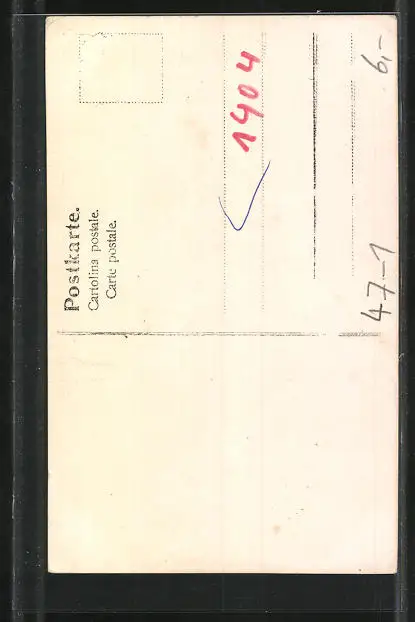 Postkarte.
Cartolina postale.
Carte postale.
1904
6,-
47-1